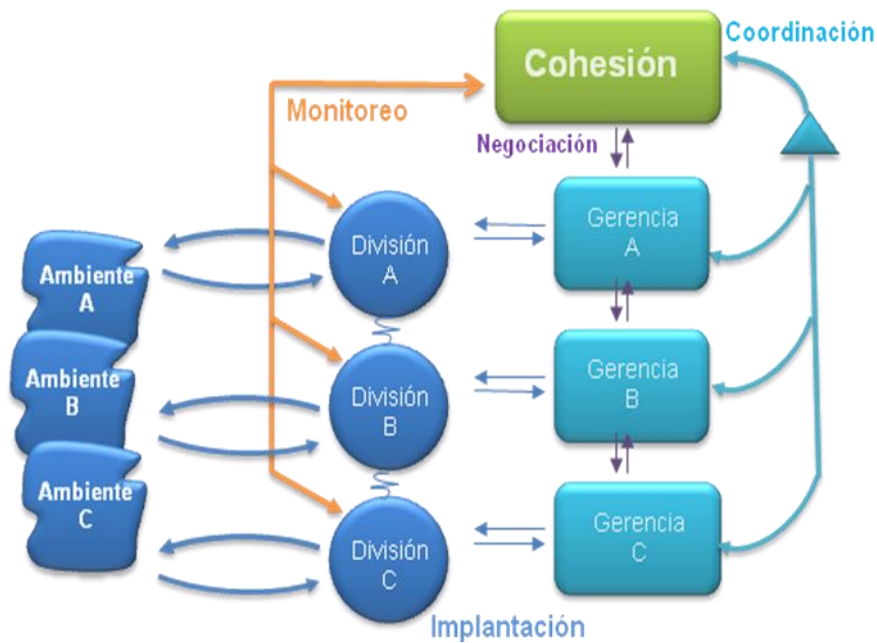 Coordinación
Cohesión
Monitoreo
Negociación
Ambiente
A
División
A
Gerencia
A
Ambiente
B
División
B
Gerencia
B
Ambiente
C
División
C
Gerencia
C
Implantación